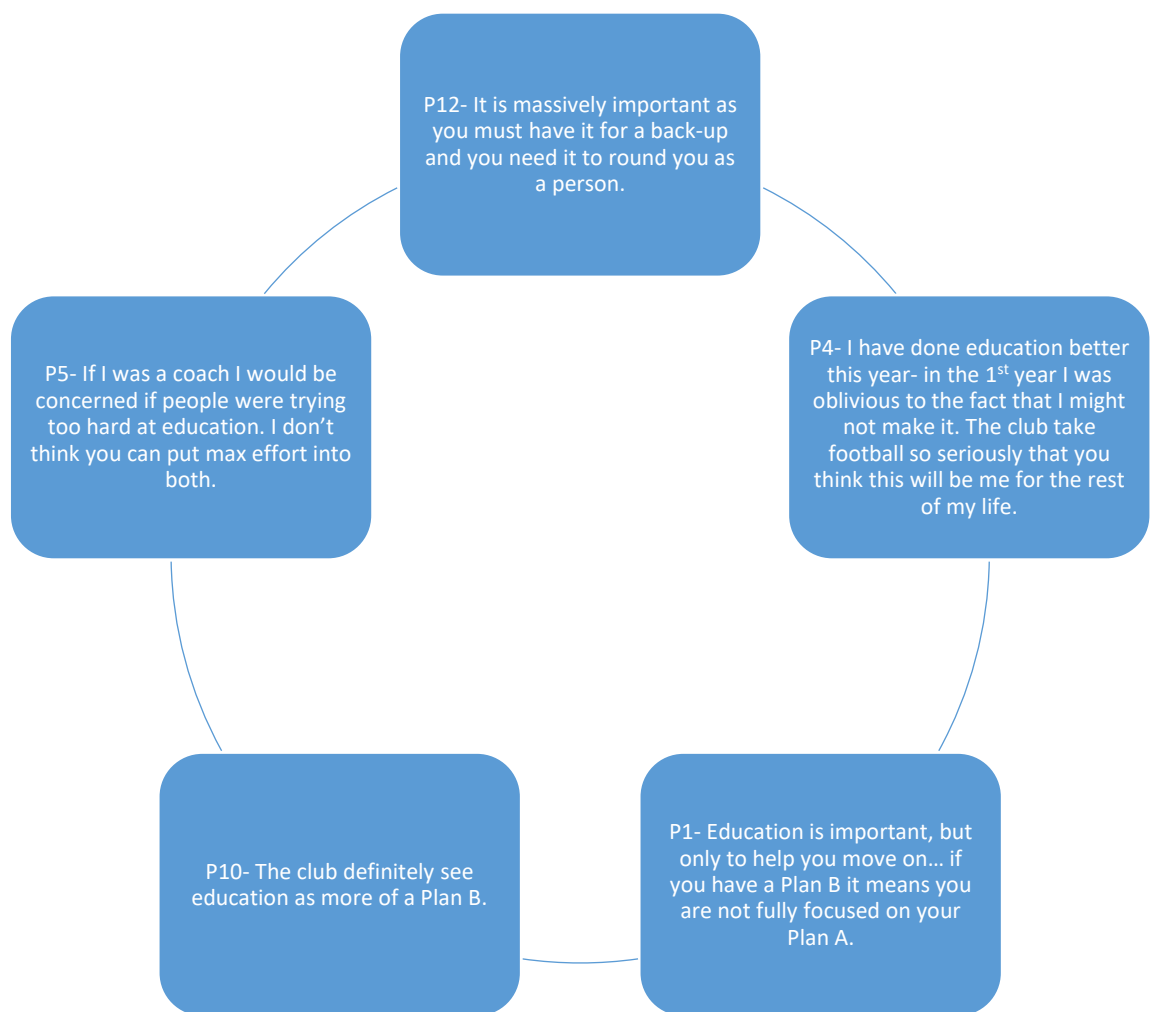 P12- It is massively important as
you must have it for a back-up
and you need it to round you as
a person.
P4- I have done education better
this year- in the 1st year I was
oblivious to the fact that I might
not make it. The club take
football so seriously that you
think this will be me for the rest
of my life.
P1- Education is important, but
only to help you move on… if
you have a Plan B it means you
are not fully focused on your
Plan A.
P10- The club definitely see
education as more of a Plan B.
P5- If I was a coach I would be
concerned if people were trying
too hard at education. I don’t
think you can put max effort into
both.